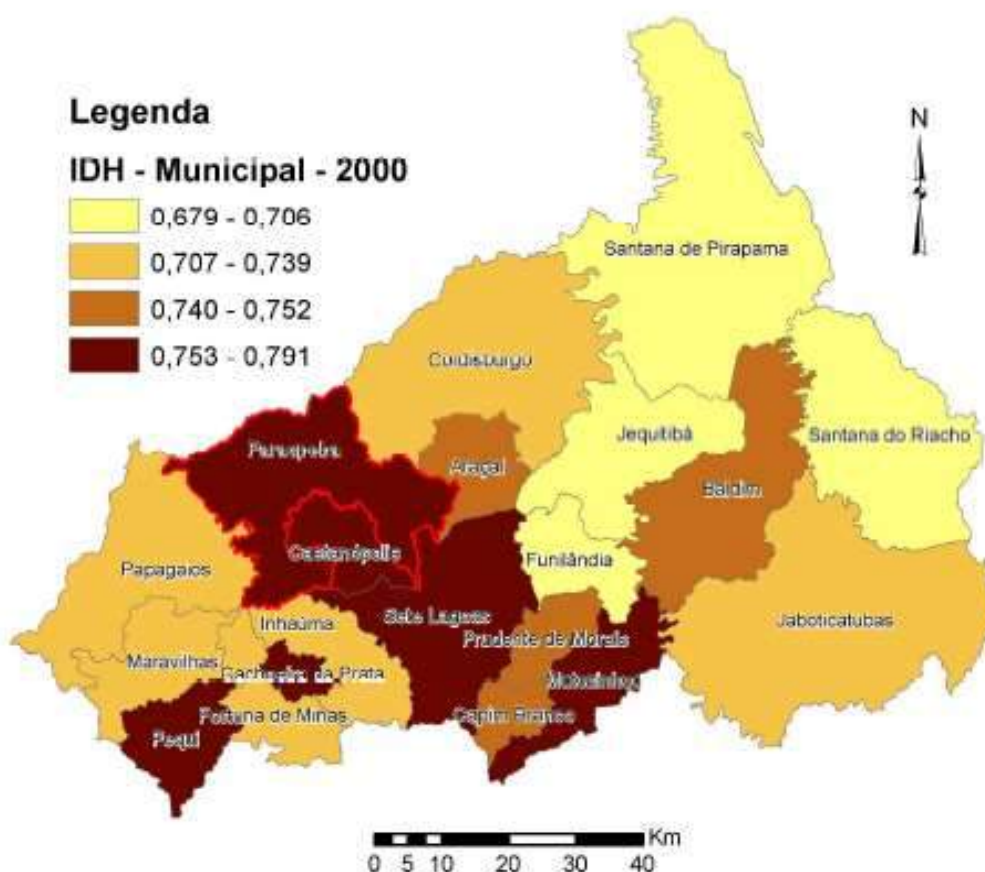 Legenda
IDH - Municipal - 2000
0,679 - 0,706
0,707 - 0,739
0,740 - 0,752
0,753 - 0,791
N
Santana de Pirapama
Cordisburgo
Jequitibá
Santana do Riacho
Paraopeba
Araçaí
Baldim
Caetanópolis
Funilândia
Papagaios
Inhaúma
Sete Lagoas
Prudente de Morais
Jaboticatubas
Maravilhas
Cachoeira da Prata
Matozinhos
Fortuna de Minas
Capim Branco
Pequi
Km
0 5 10 20 30 40